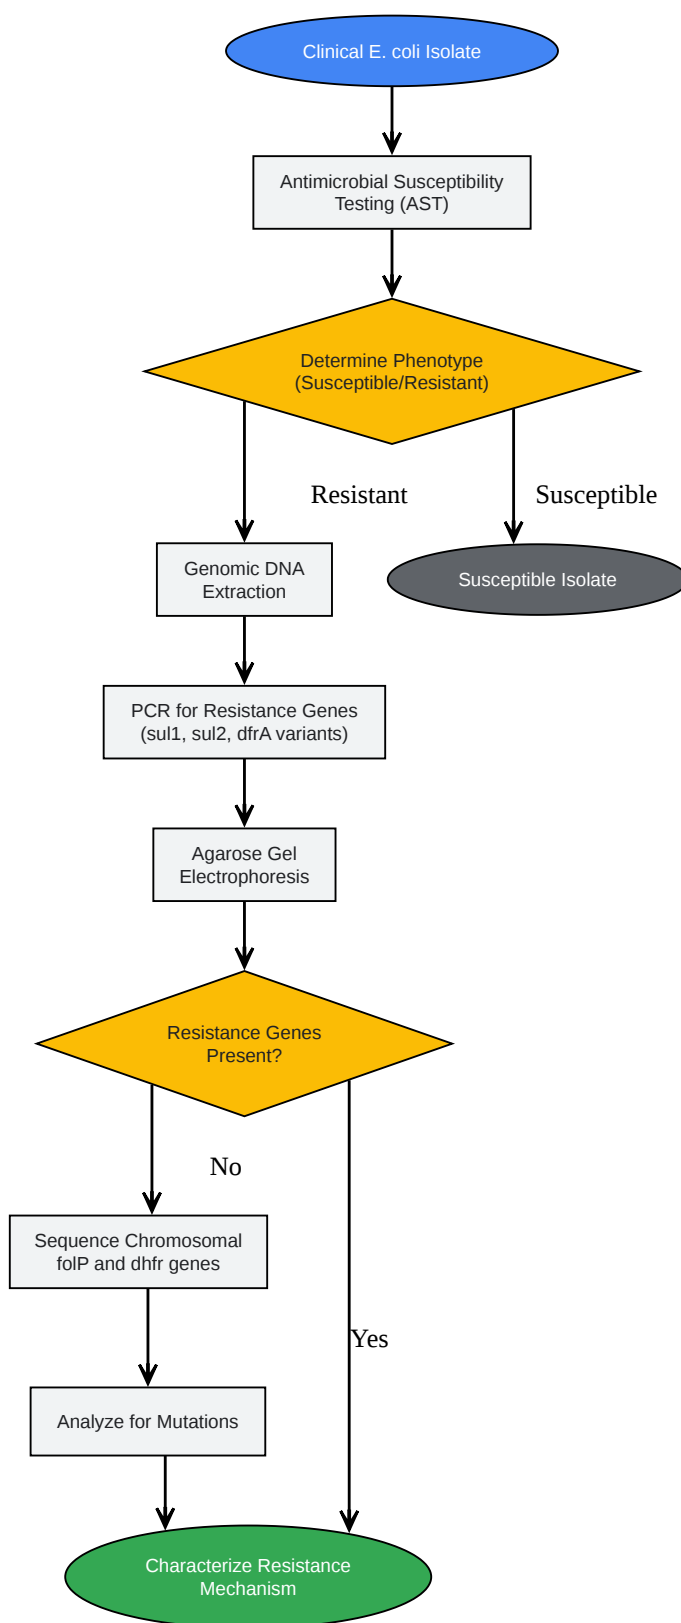 Clinical E. coli Isolate
Antimicrobial Susceptibility
Testing (AST)
Determine Phenotype
(Susceptible/Resistant)
Resistant
Susceptible
Genomic DNA
Extraction
Susceptible Isolate
PCR for Resistance Genes
(sul1, sul2, dfrA variants)
Agarose Gel
Electrophoresis
Resistance Genes
Present?
No
Sequence Chromosomal
folP and dhfr genes
Yes
Analyze for Mutations
Characterize Resistance
Mechanism